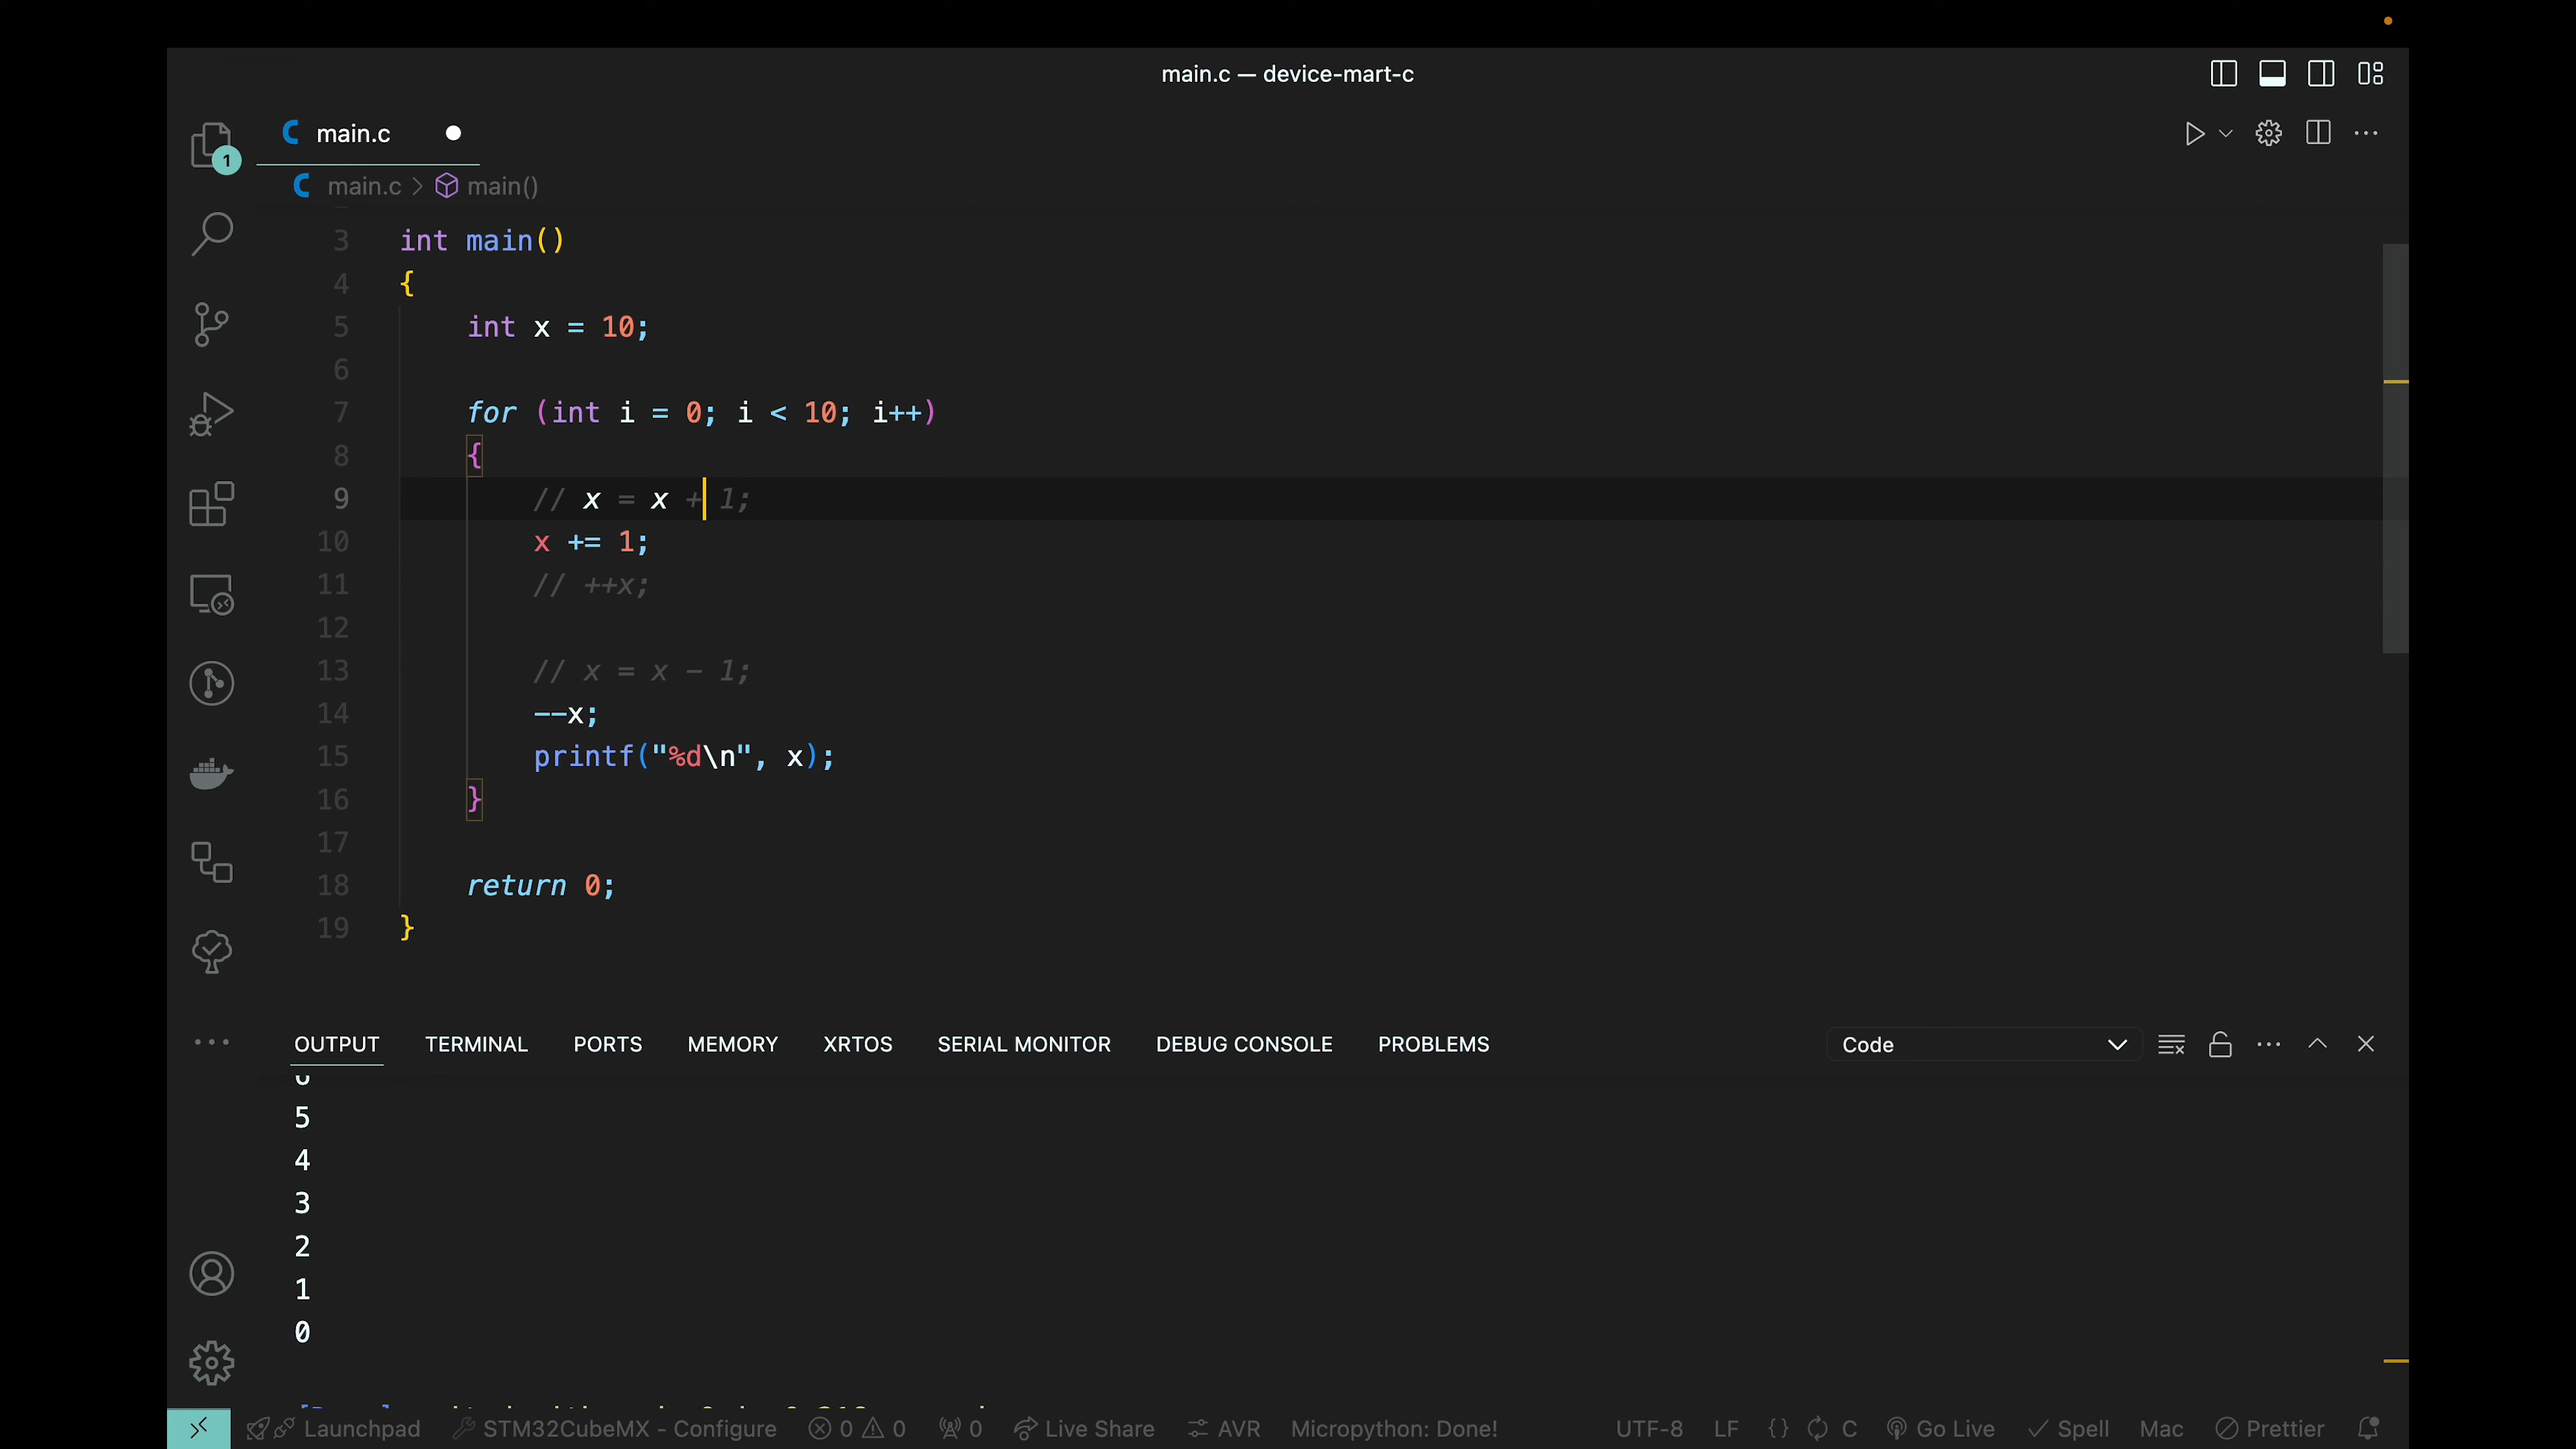 main.c — device-mart-c
main.c
1
main.c > main()
3 int main()
4 {
5 int x = 10;
6
7 for (int i = 0; i < 10; i++)
8 {
9 // x = x + 1;
10 x += 1;
11 // ++x;
12
13 // x = x - 1;
14 --x;
15 printf("%d\n", x);
16 }
17
18 return 0;
19 }
OUTPUT TERMINAL PORTS MEMORY XRTOS SERIAL MONITOR DEBUG CONSOLE PROBLEMS Code
5
4
3
2
1
0
Launchpad STM32CubeMX - Configure 0 0 0 Live Share AVR Micropython: Done! UTF-8 LF {} C Go Live Spell Mac Prettier